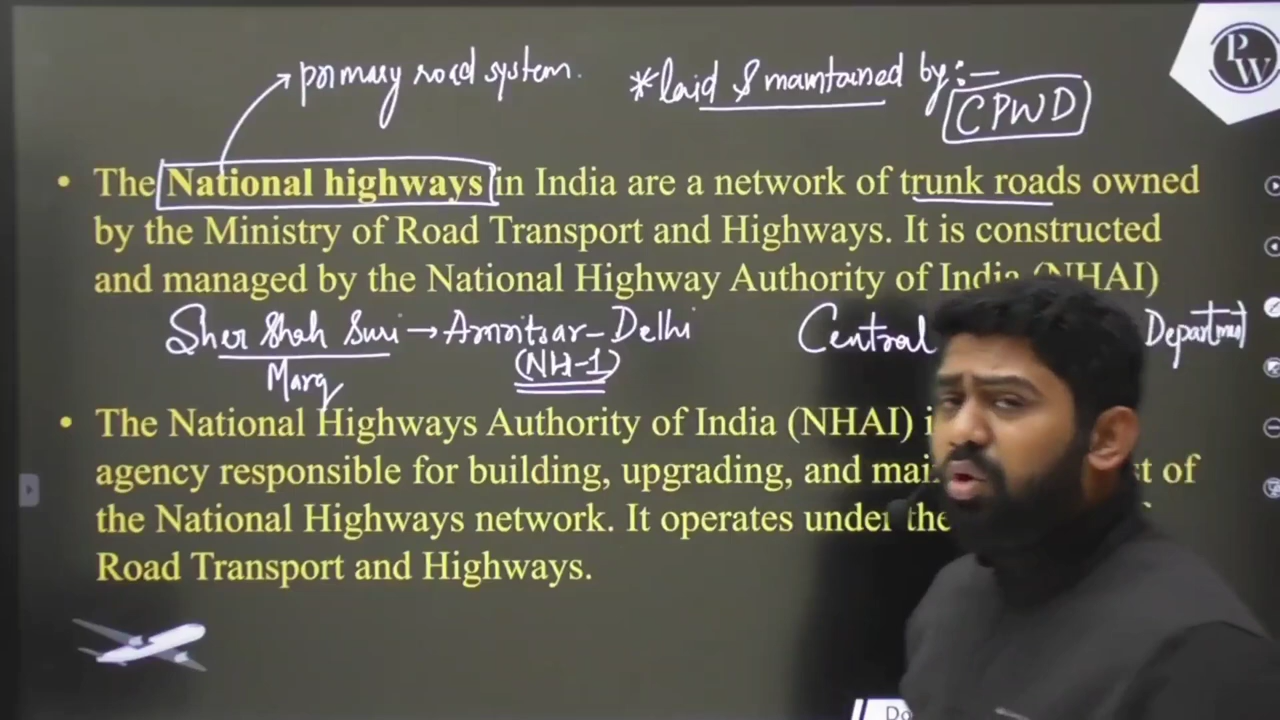 primary road system.
*laid & maintained by:-
CPWD
PW
• The National highways in India are a network of trunk roads owned
by the Ministry of Road Transport and Highways. It is constructed
and managed by the National Highway Authority of India (NHAI)
Sher Shah Suri → Amritsar-Delhi
Central Department
Marg
(NH-1)
• The National Highways Authority of India (NHAI)
agency responsible for building, upgrading, and of
the National Highways network. It operates under the
Road Transport and Highways.